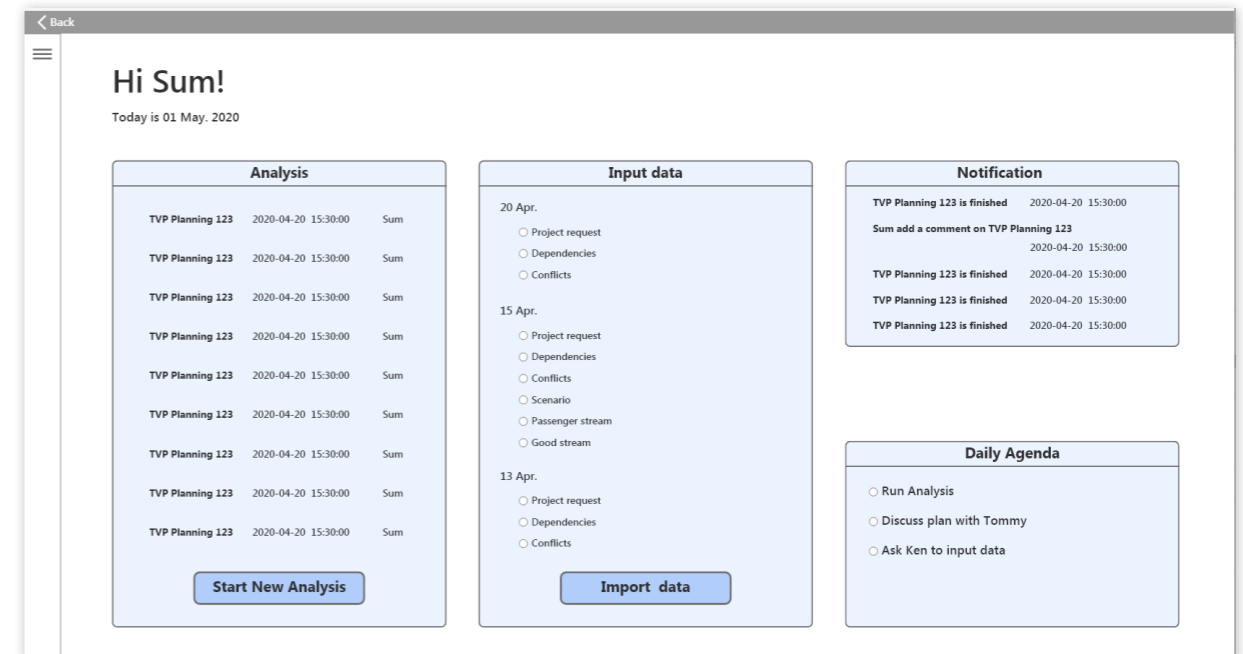 Back
Hi Sum!
Today is 01 May. 2020
Analysis
TVP Planning 123 2020-04-20 15:30:00 Sum
TVP Planning 123 2020-04-20 15:30:00 Sum
TVP Planning 123 2020-04-20 15:30:00 Sum
TVP Planning 123 2020-04-20 15:30:00 Sum
TVP Planning 123 2020-04-20 15:30:00 Sum
TVP Planning 123 2020-04-20 15:30:00 Sum
TVP Planning 123 2020-04-20 15:30:00 Sum
TVP Planning 123 2020-04-20 15:30:00 Sum
TVP Planning 123 2020-04-20 15:30:00 Sum
Start New Analysis
Input data
20 Apr.
Project request
Dependencies
Conflicts
15 Apr.
Project request
Dependencies
Conflicts
Scenario
Passenger stream
Good stream
13 Apr.
Project request
Dependencies
Conflicts
Import data
Notification
TVP Planning 123 is finished 2020-04-20 15:30:00
Sum add a comment on TVP Planning 123
2020-04-20 15:30:00
TVP Planning 123 is finished 2020-04-20 15:30:00
TVP Planning 123 is finished 2020-04-20 15:30:00
TVP Planning 123 is finished 2020-04-20 15:30:00
Daily Agenda
Run Analysis
Discuss plan with Tommy
Ask Ken to input data